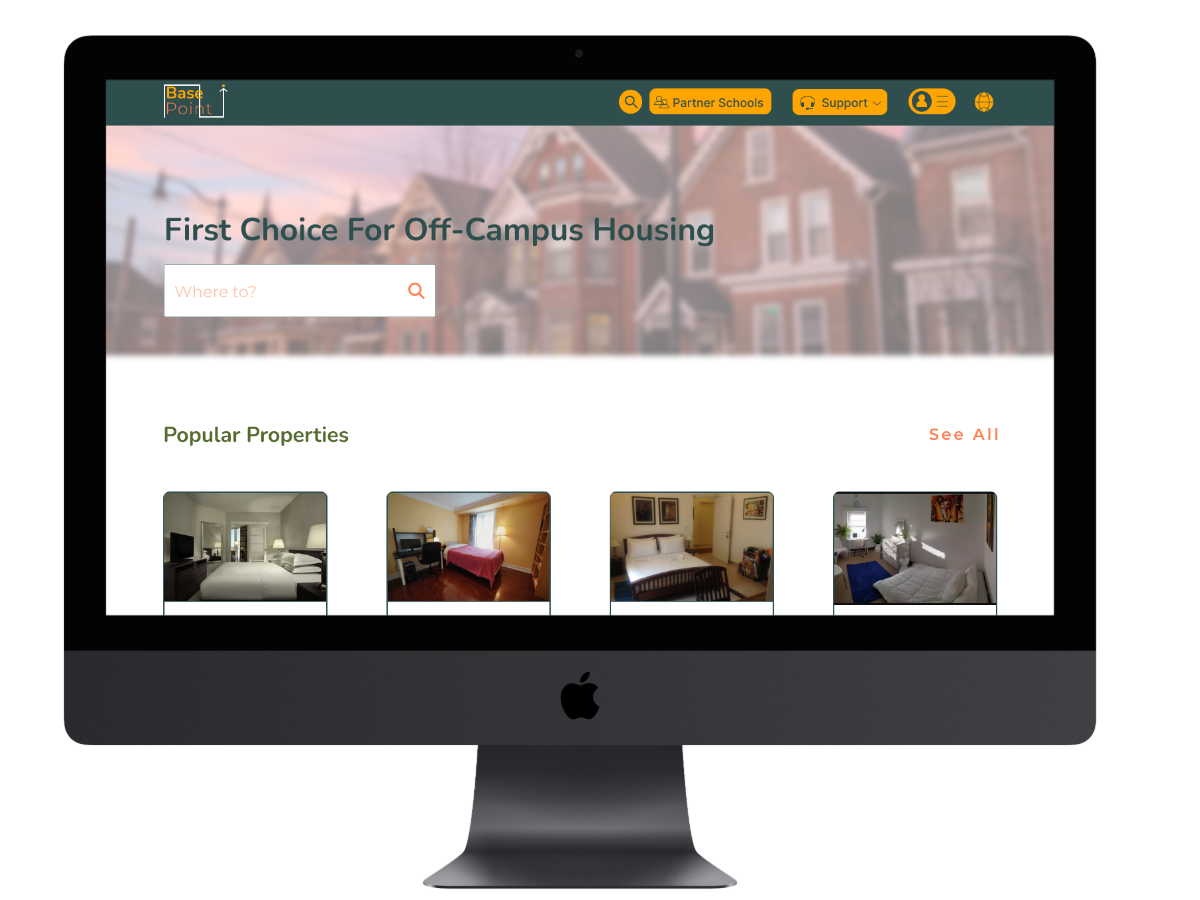 Base
Point
Partner Schools
Support
First Choice For Off-Campus Housing
Where to?
Popular Properties
See All